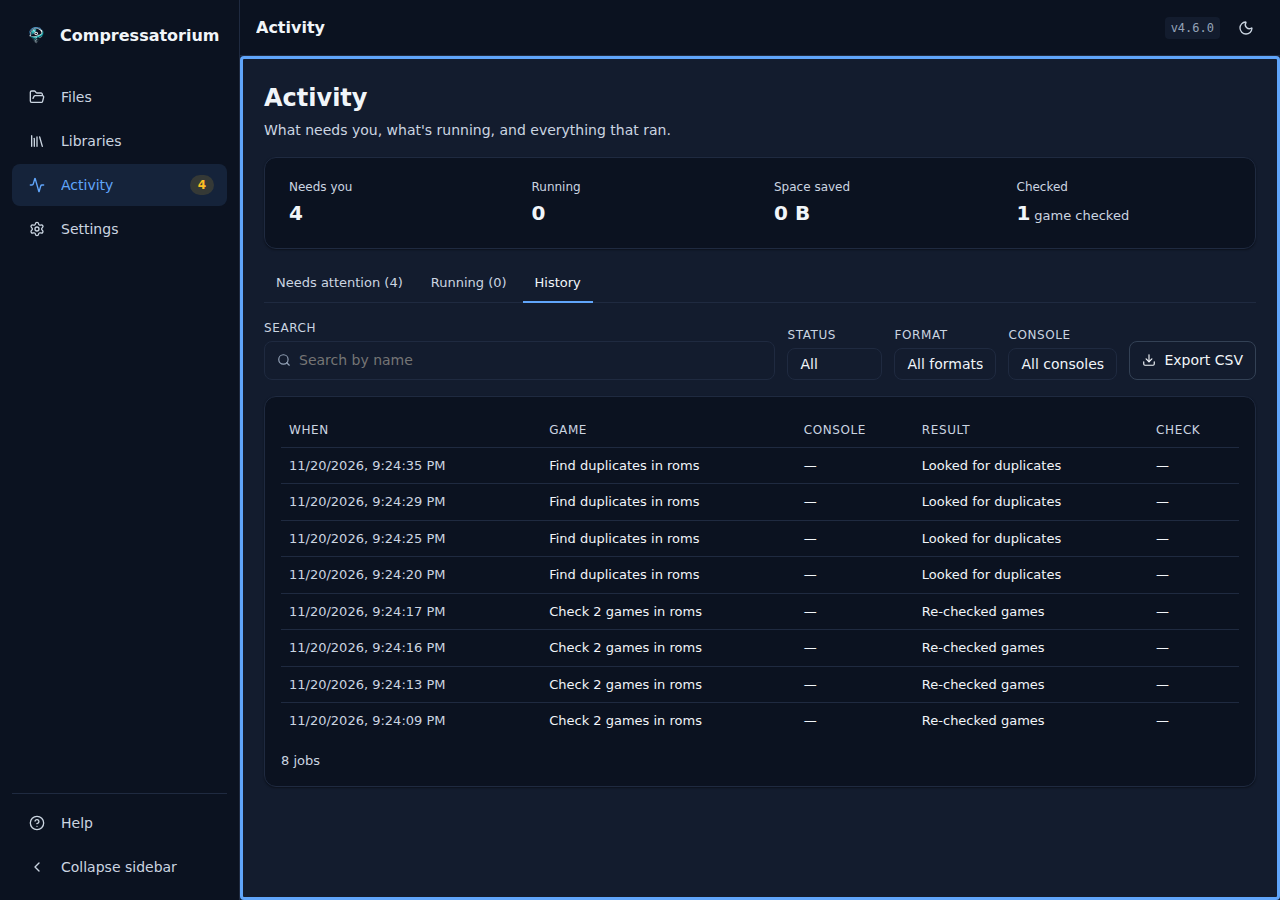 Compressatorium
Files
Libraries
Activity 4
Settings
Help
Collapse sidebar
Activity
v4.6.0
Activity
What needs you, what's running, and everything that ran.
Needs you Running Space saved Checked
4 0 0 B 1 game checked
Needs attention (4) Running (0) History
SEARCH STATUS FORMAT CONSOLE
Search by name All All formats All consoles Export CSV
WHEN GAME CONSOLE RESULT CHECK
11/20/2026, 9:24:35 PM Find duplicates in roms — Looked for duplicates —
11/20/2026, 9:24:29 PM Find duplicates in roms — Looked for duplicates —
11/20/2026, 9:24:25 PM Find duplicates in roms — Looked for duplicates —
11/20/2026, 9:24:20 PM Find duplicates in roms — Looked for duplicates —
11/20/2026, 9:24:17 PM Check 2 games in roms — Re-checked games —
11/20/2026, 9:24:16 PM Check 2 games in roms — Re-checked games —
11/20/2026, 9:24:13 PM Check 2 games in roms — Re-checked games —
11/20/2026, 9:24:09 PM Check 2 games in roms — Re-checked games —
8 jobs